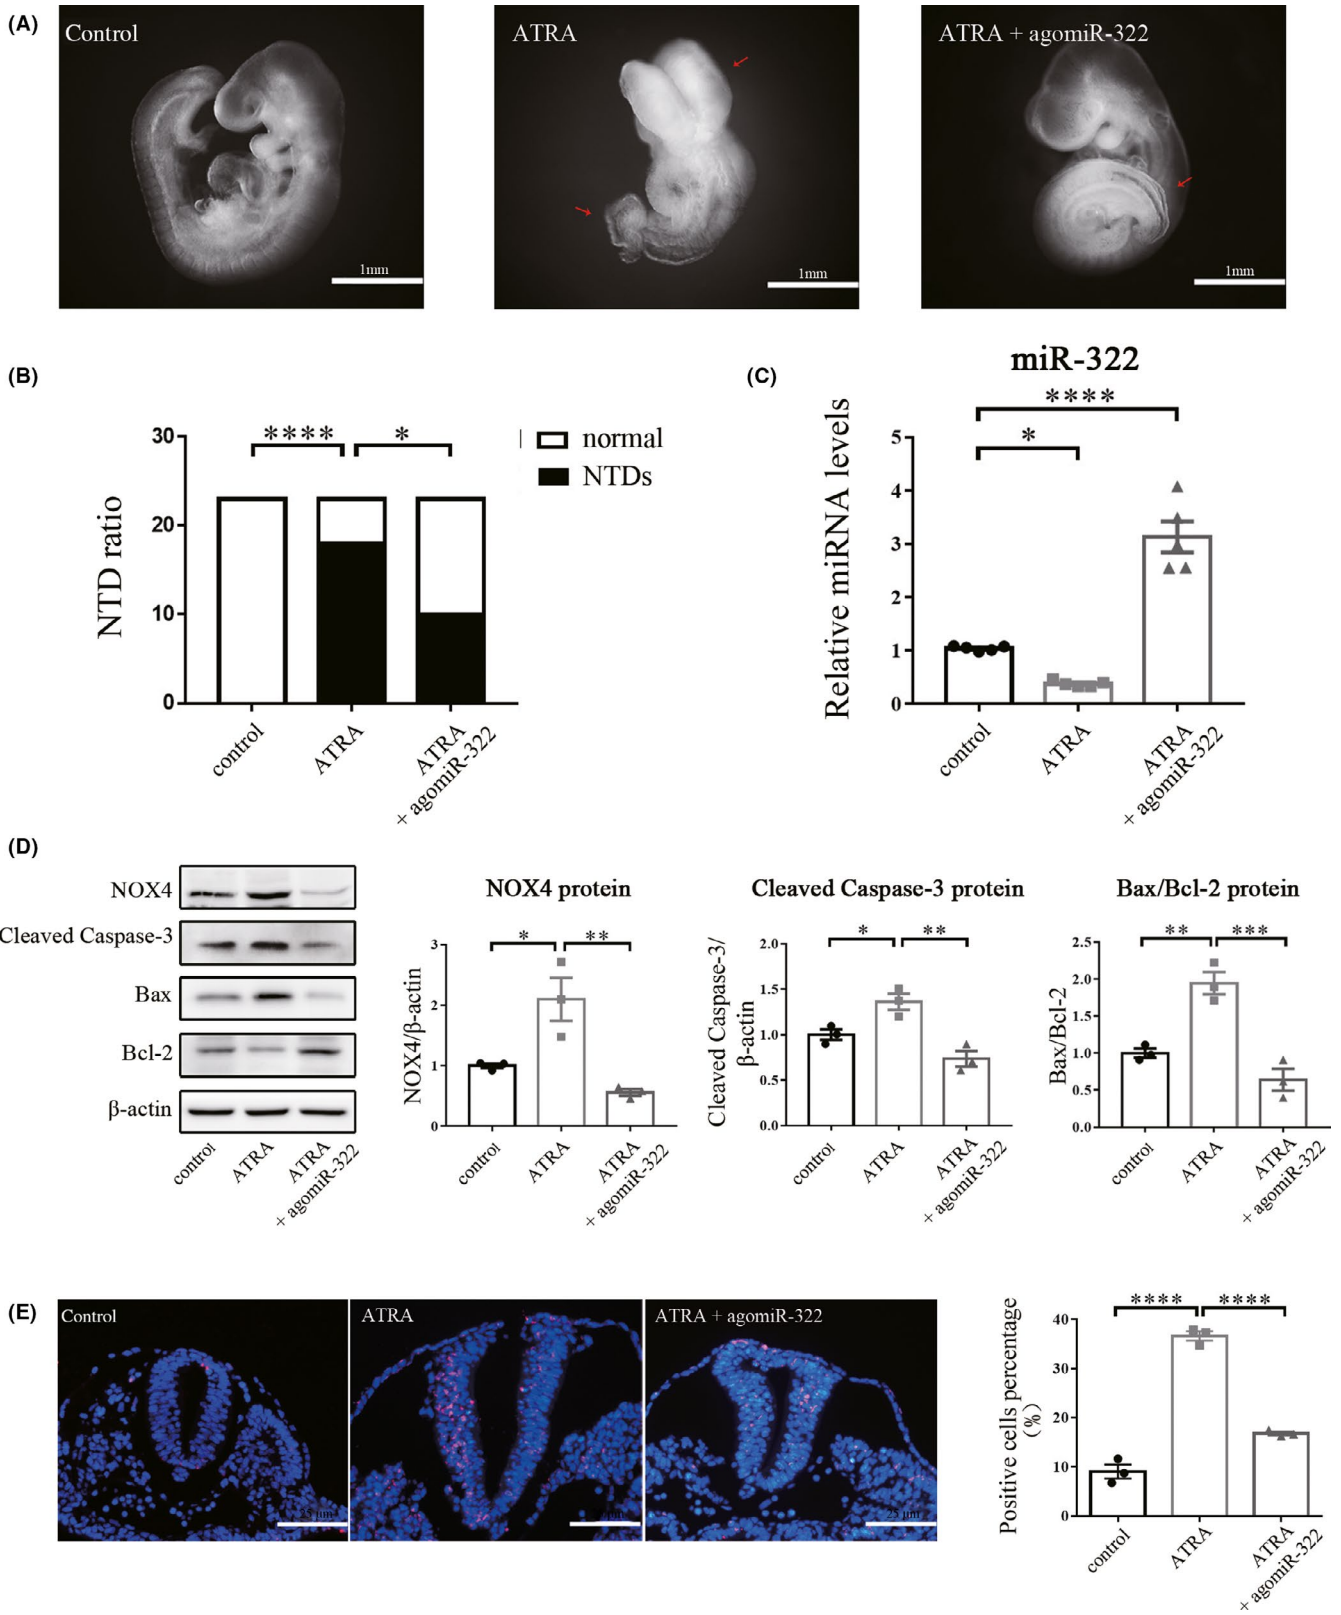 (A)
Control
ATRA
ATRA + agomiR-322
1mm
1mm
1mm
(B)
NTD ratio
30
20
10
0
****
*
normal
NTDs
control
ATRA
ATRA
+ agomiR-322
(C)
miR-322
Relative miRNA levels
5
4
3
2
1
0
****
*
control
ATRA
ATRA
+ agomiR-322
(D)
NOX4
Cleaved Caspase-3
Bax
Bcl-2
β-actin
control
ATRA
ATRA
+ agomiR-322
NOX4 protein
NOX4/β-actin
3
2
1
0
*
**
control
ATRA
ATRA
+ agomiR-322
Cleaved Caspase-3 protein
Cleaved Caspase-3/
β-actin
2.0
1.5
1.0
0.5
0.0
*
**
control
ATRA
ATRA
+ agomiR-322
Bax/Bcl-2 protein
Bax/Bcl-2
2.5
2.0
1.5
1.0
0.5
0.0
**
***
control
ATRA
ATRA
+ agomiR-322
(E)
Control
ATRA
ATRA + agomiR-322
25 μm
25 μm
Positive cells percentage
(%)
40
30
20
10
0
****
****
control
ATRA
ATRA
+ agomiR-322